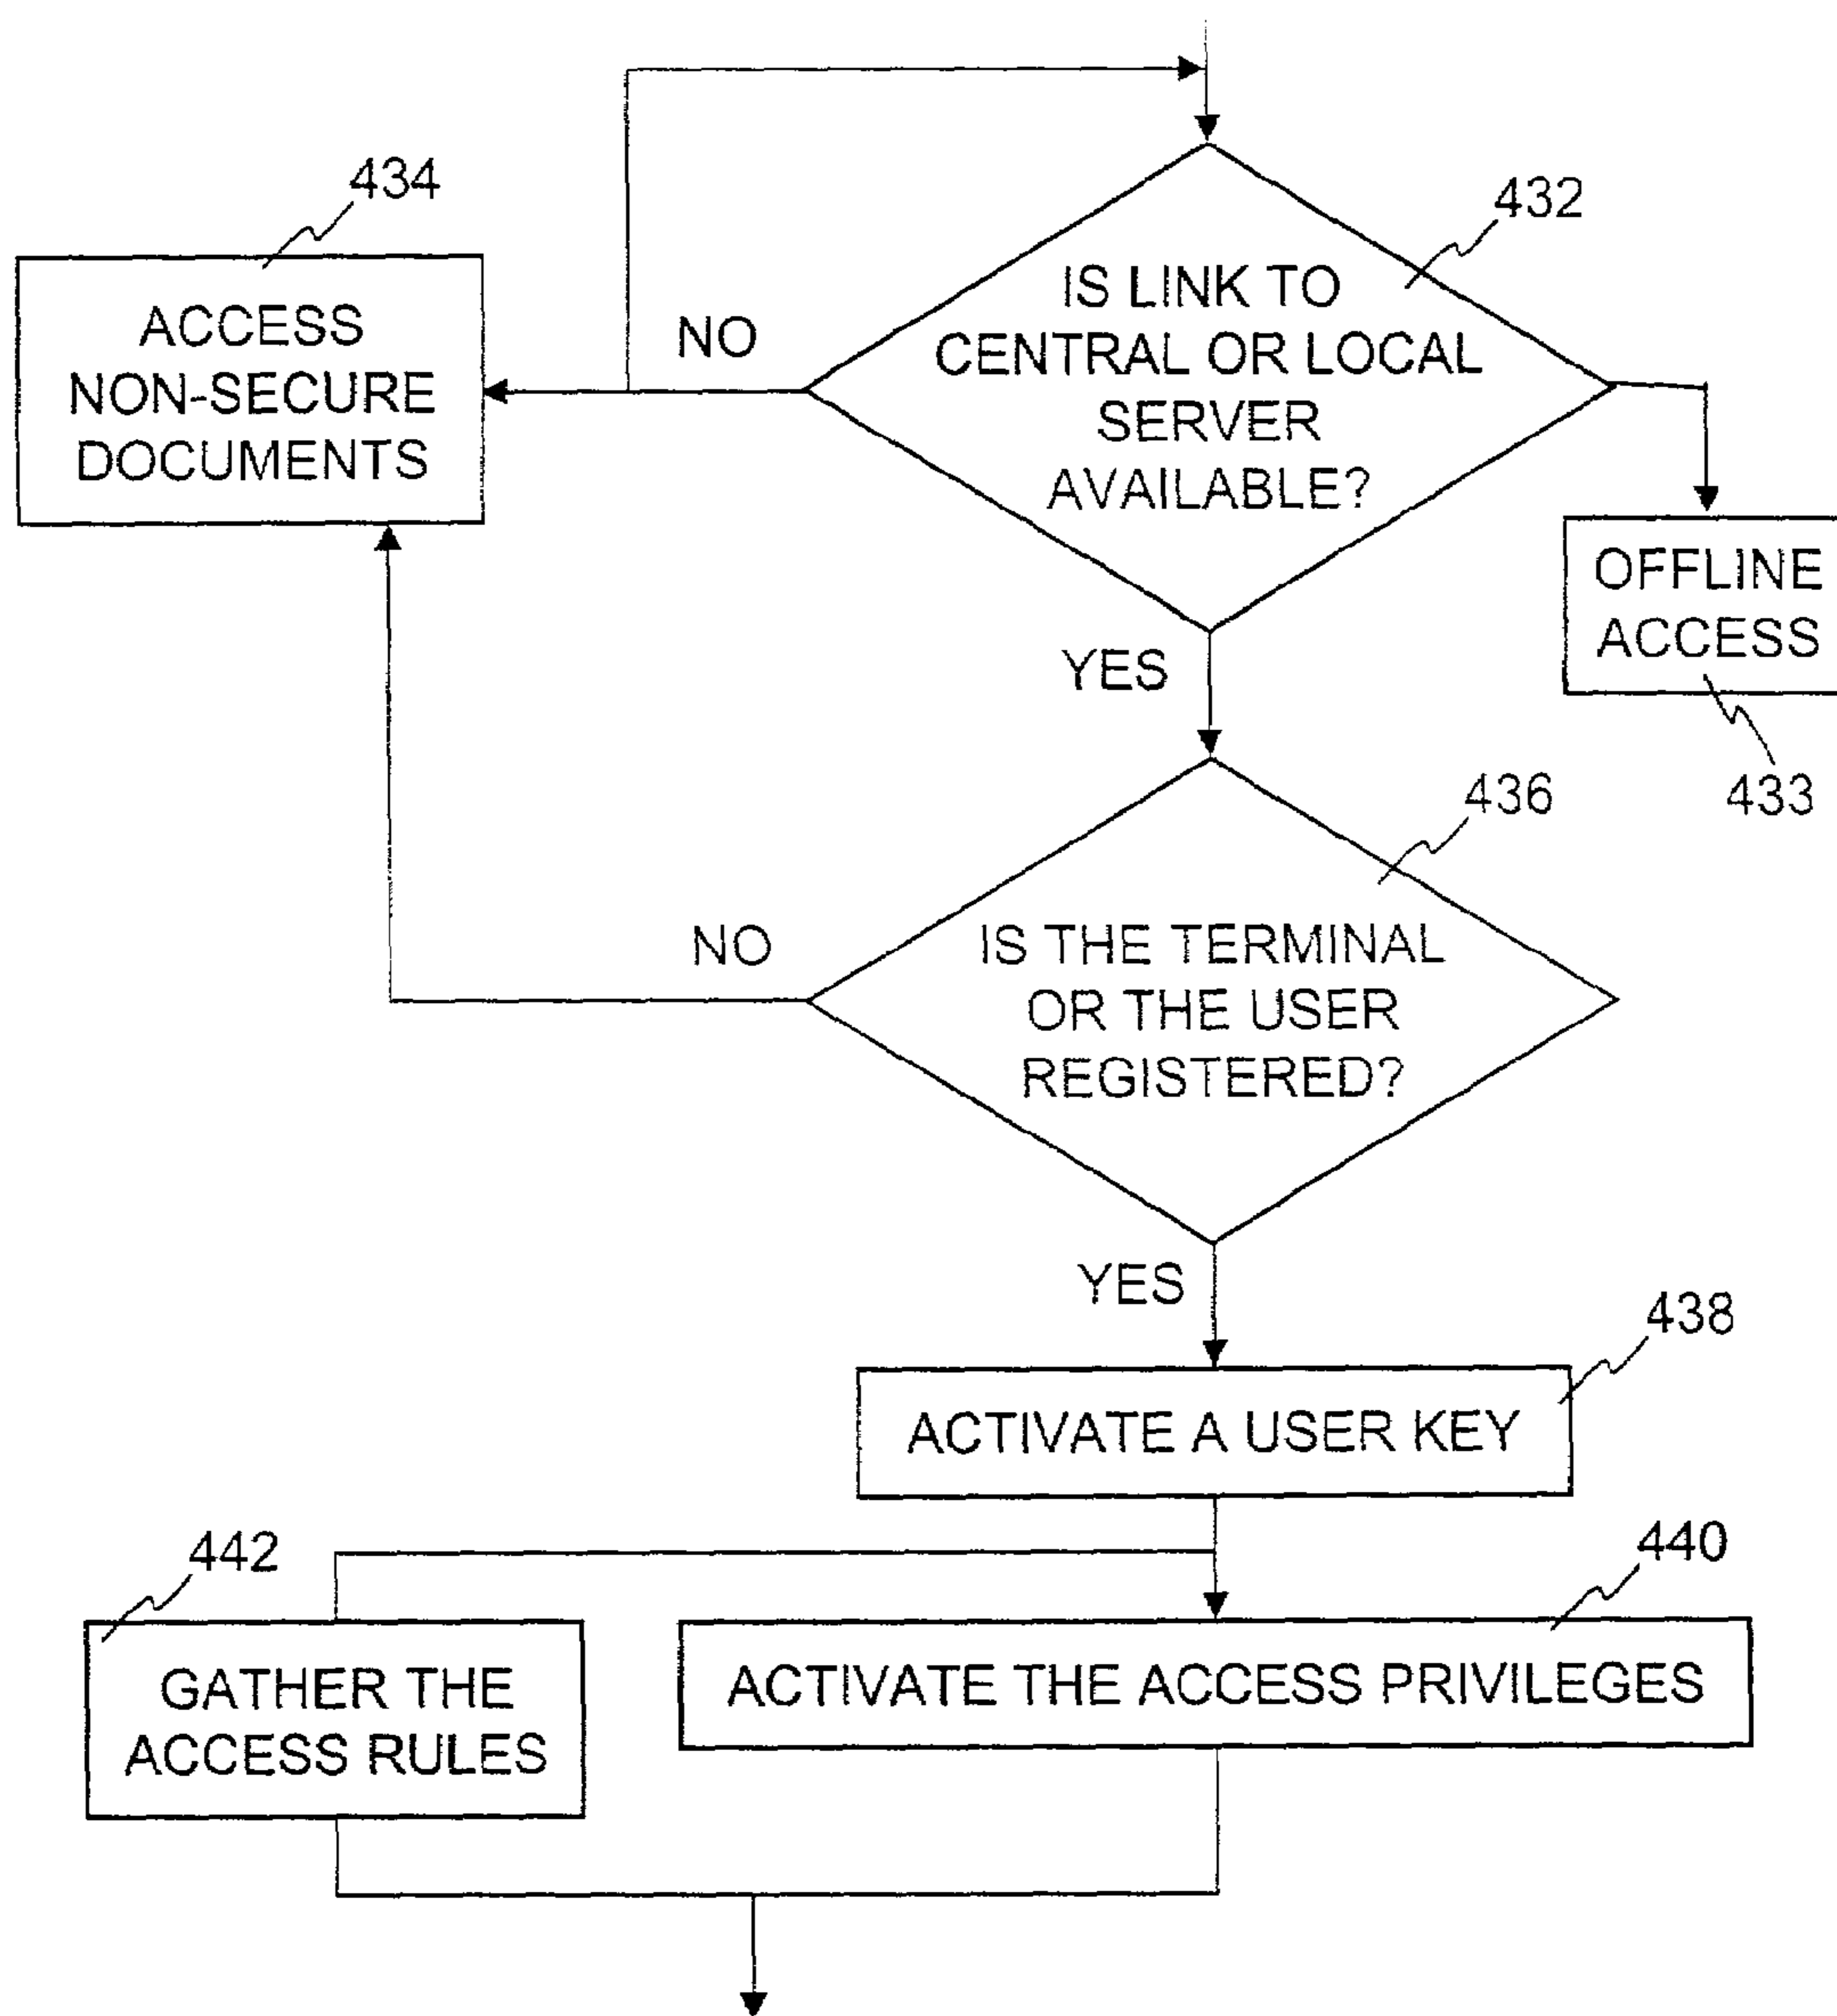 434
432
IS LINK TO
CENTRAL OR LOCAL
SERVER
AVAILABLE?
ACCESS
NON-SECURE
DOCUMENTS
NO
OFFLINE
ACCESS
433
YES
436
IS THE TERMINAL
OR THE USER
REGISTERED?
NO
YES
438
ACTIVATE A USER KEY
442
440
GATHER THE
ACCESS RULES
ACTIVATE THE ACCESS PRIVILEGES